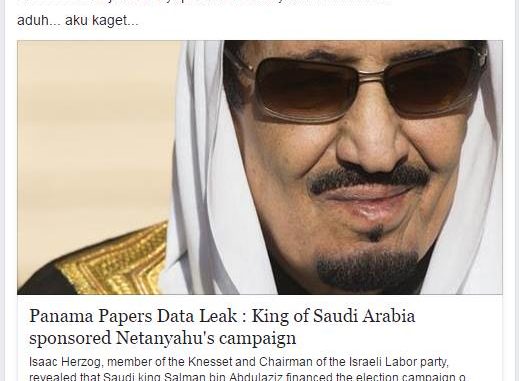 aduh... aku kaget...
Panama Papers Data Leak : King of Saudi Arabia
sponsored Netanyahu's campaign
Isaac Herzog, member of the Knesset and Chairman of the Israeli Labor party,
revealed that Saudi king Salman bin Abdulaziz financed the election campaign o